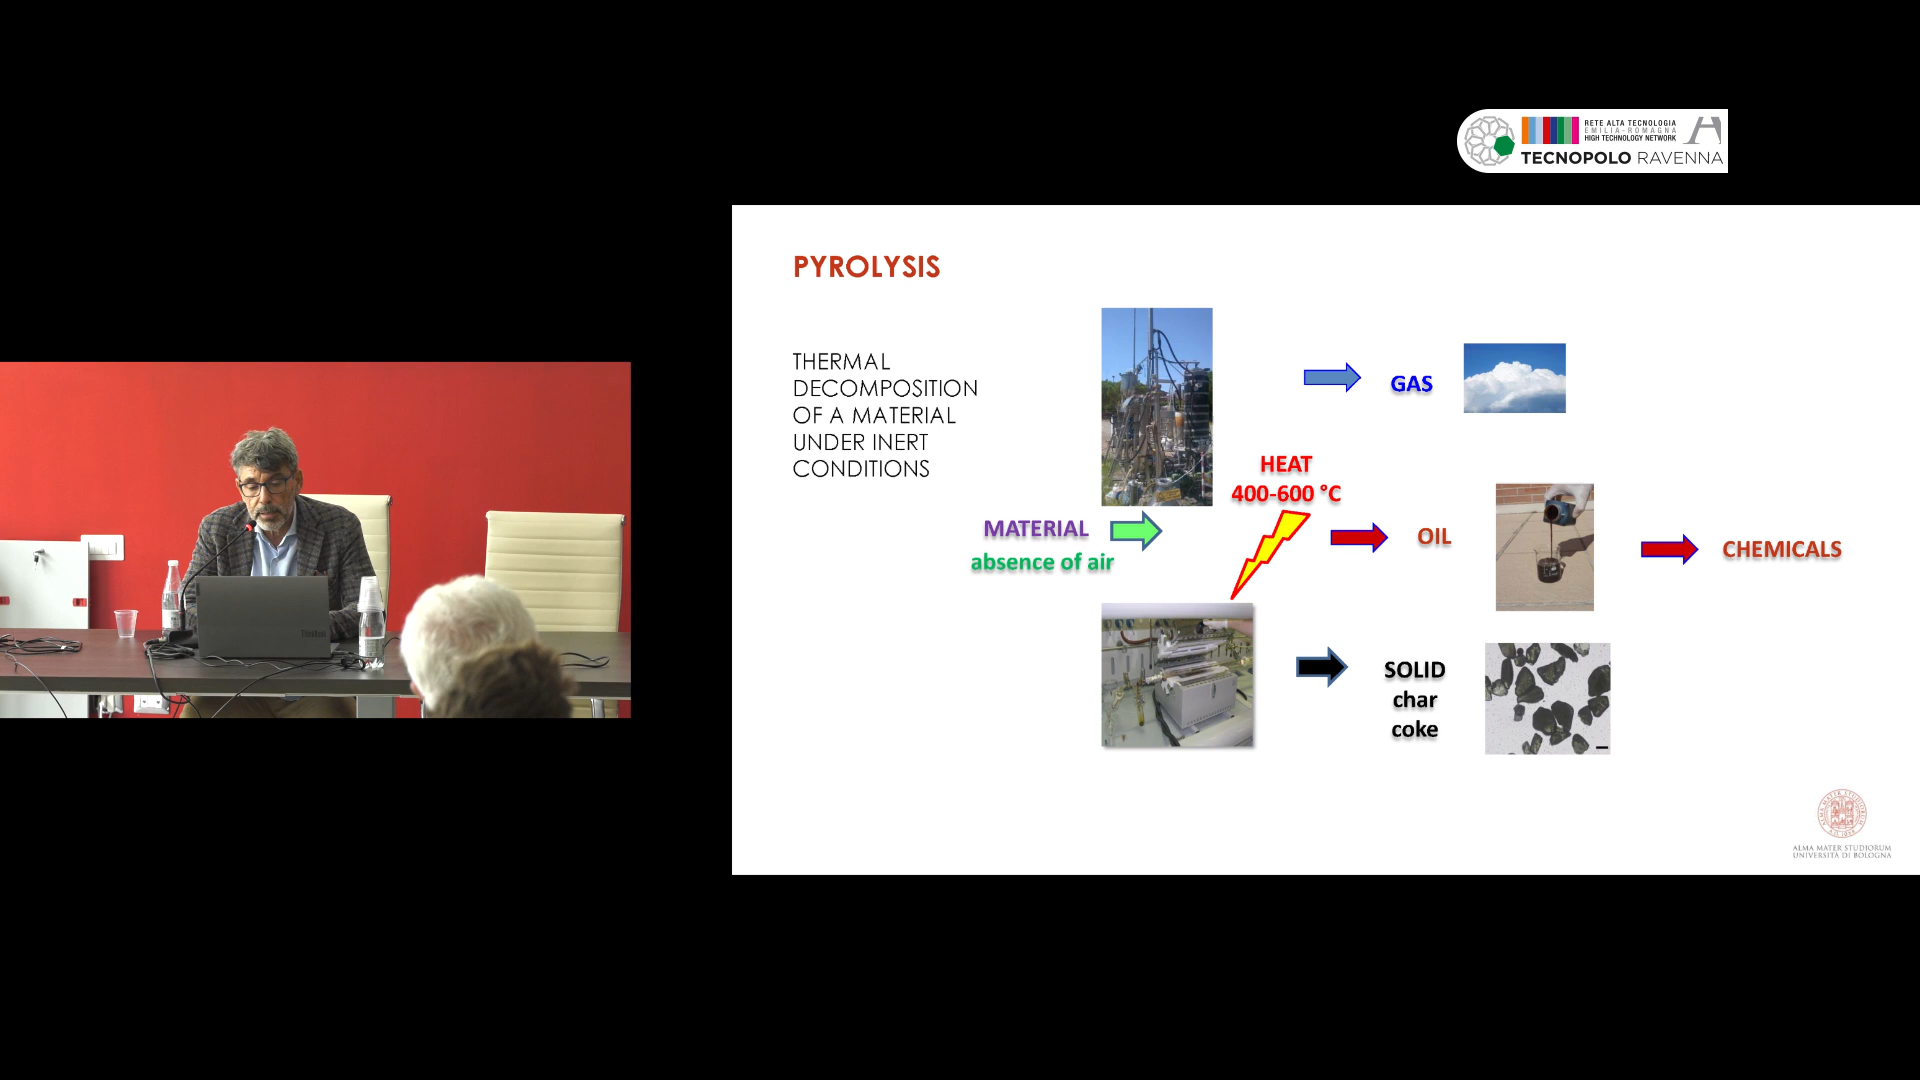 RETE ALTA TECNOLOGIA
EMILIA-ROMAGNA
HIGH TECHNOLOGY NETWORK
TECNOPOLO RAVENNA
PYROLYSIS
THERMAL
DECOMPOSITION
OF A MATERIAL
UNDER INERT
CONDITIONS
GAS
HEAT
400-600 °C
MATERIAL
absence of air
OIL
CHEMICALS
SOLID
char
coke
ALMA MATER STUDIORUM
UNIVERSITÀ DI BOLOGNA